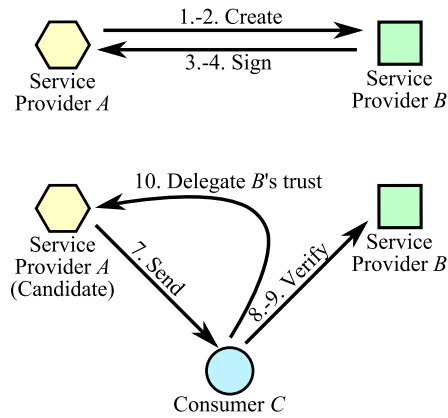 1.-2. Create
3.-4. Sign
Service
Provider A
Service
Provider B
10. Delegate B's trust
Service
Provider A
(Candidate)
7. Send
8.-9. Verify
Service
Provider B
Consumer C